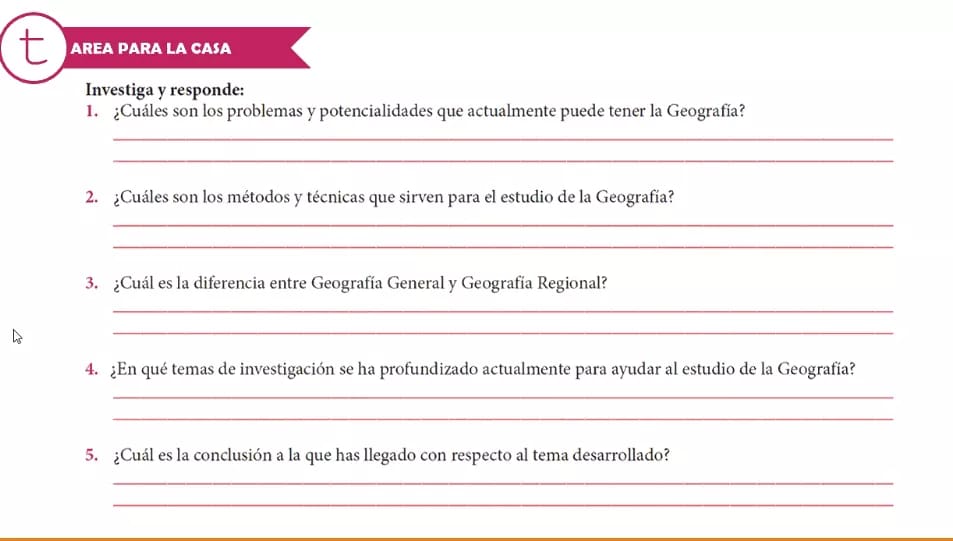 t AREA PARA LA CASA
Investiga y responde:
1. ¿Cuáles son los problemas y potencialidades que actualmente puede tener la Geografía?
2. ¿Cuáles son los métodos y técnicas que sirven para el estudio de la Geografía?
3. ¿Cuál es la diferencia entre Geografía General y Geografía Regional?
4. ¿En qué temas de investigación se ha profundizado actualmente para ayudar al estudio de la Geografía?
5. ¿Cuál es la conclusión a la que has llegado con respecto al tema desarrollado?